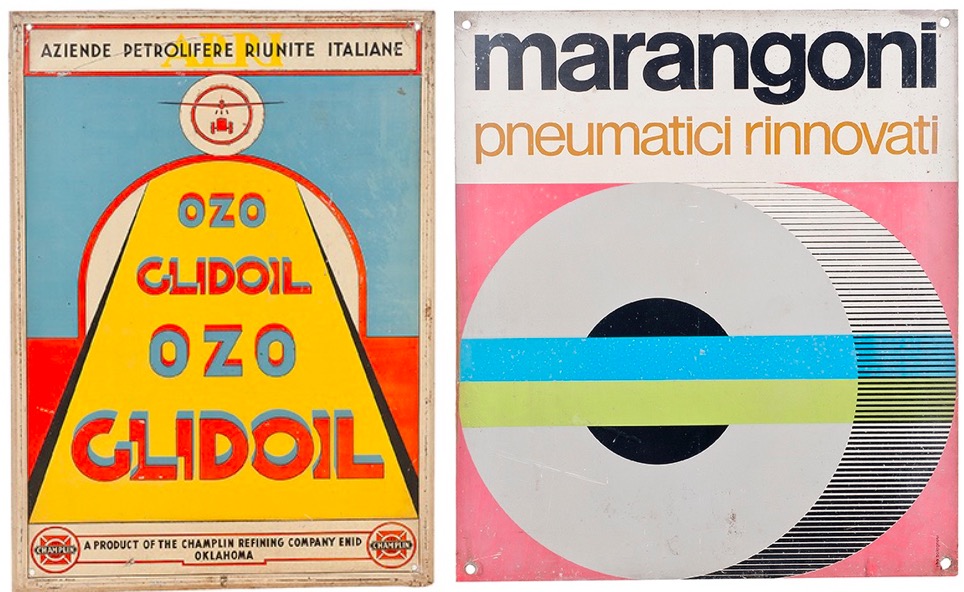 AZIENDE PETROLIFERE RIUNITE ITALIANE
OZO
GLIDOIL
OZO
GLIDOIL
CHAMPLIN
A PRODUCT OF THE CHAMPLIN REFINING COMPANY ENID
OKLAHOMA
CHAMPLIN
marangoni
pneumatici rinnovati